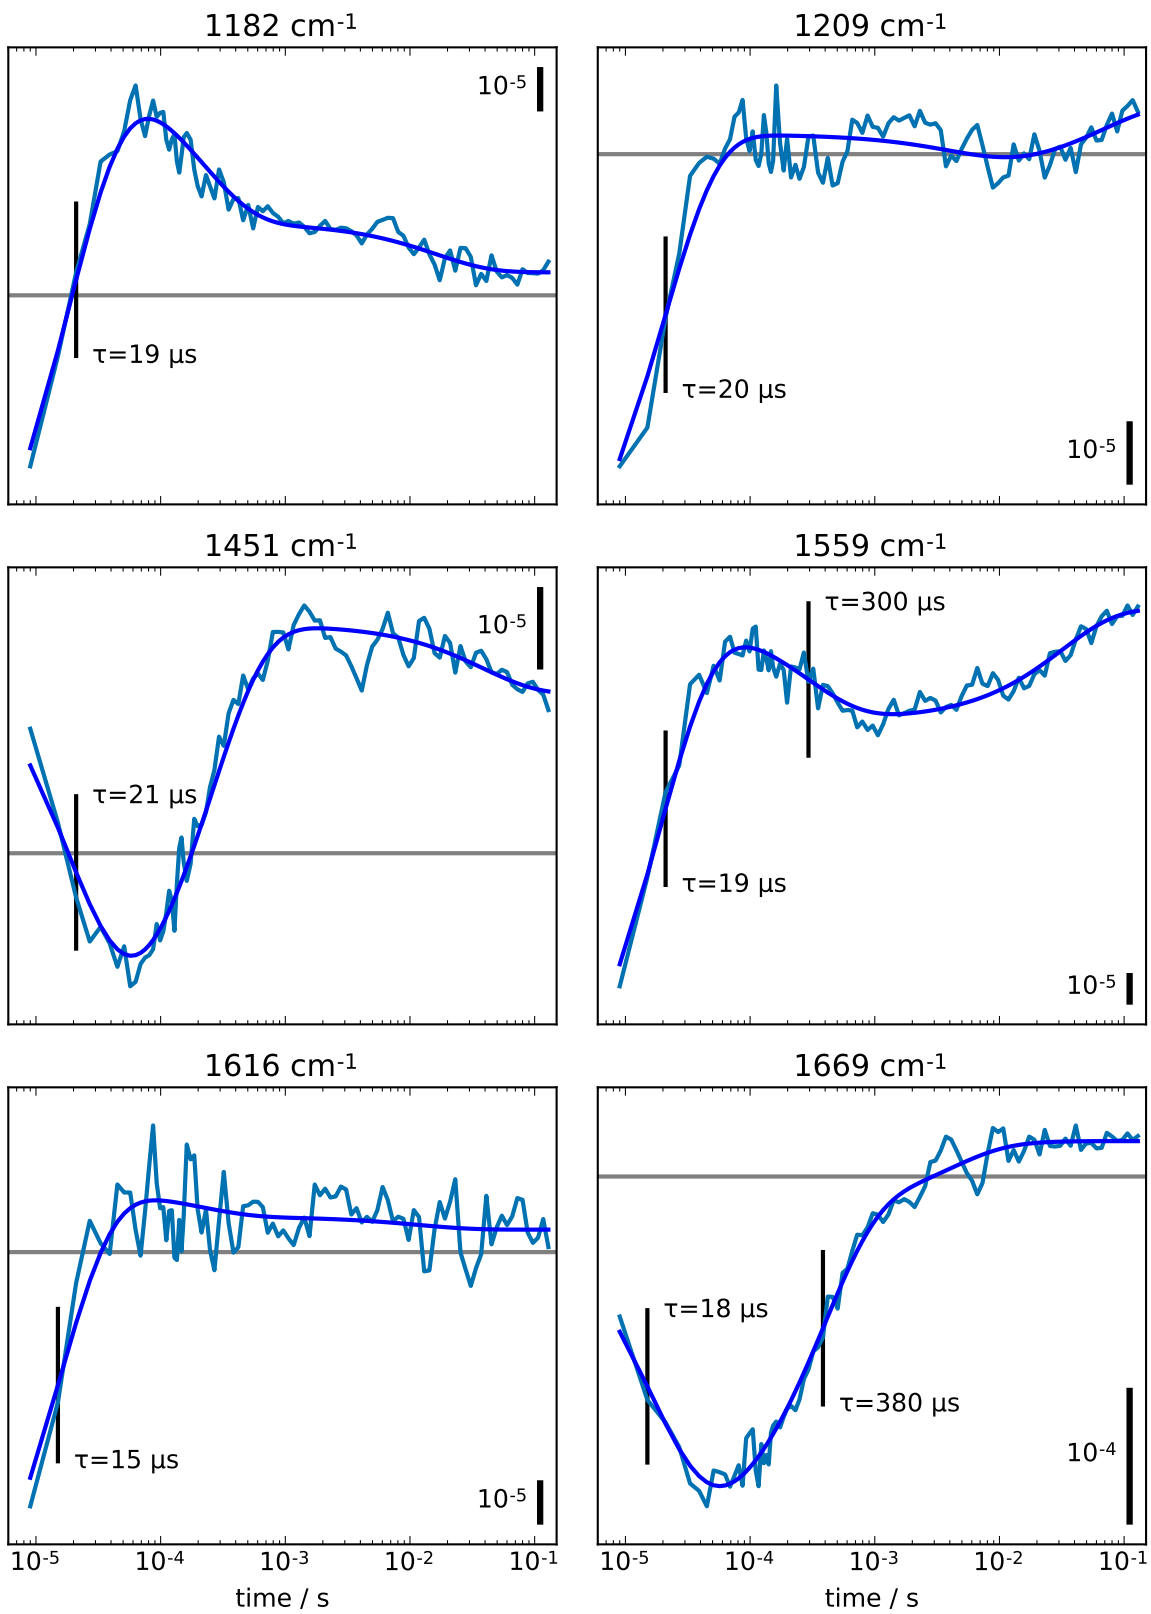 1182 cm⁻¹
10⁻⁵
τ=19 µs
1209 cm⁻¹
τ=20 µs
10⁻⁵
1451 cm⁻¹
10⁻⁵
τ=21 µs
1559 cm⁻¹
τ=300 µs
τ=19 µs
10⁻⁵
1616 cm⁻¹
τ=15 µs
10⁻⁵
10⁻⁵ 10⁻⁴ 10⁻³ 10⁻² 10⁻¹
time / s
1669 cm⁻¹
τ=18 µs
τ=380 µs
10⁻⁴
10⁻⁵ 10⁻⁴ 10⁻³ 10⁻² 10⁻¹
time / s